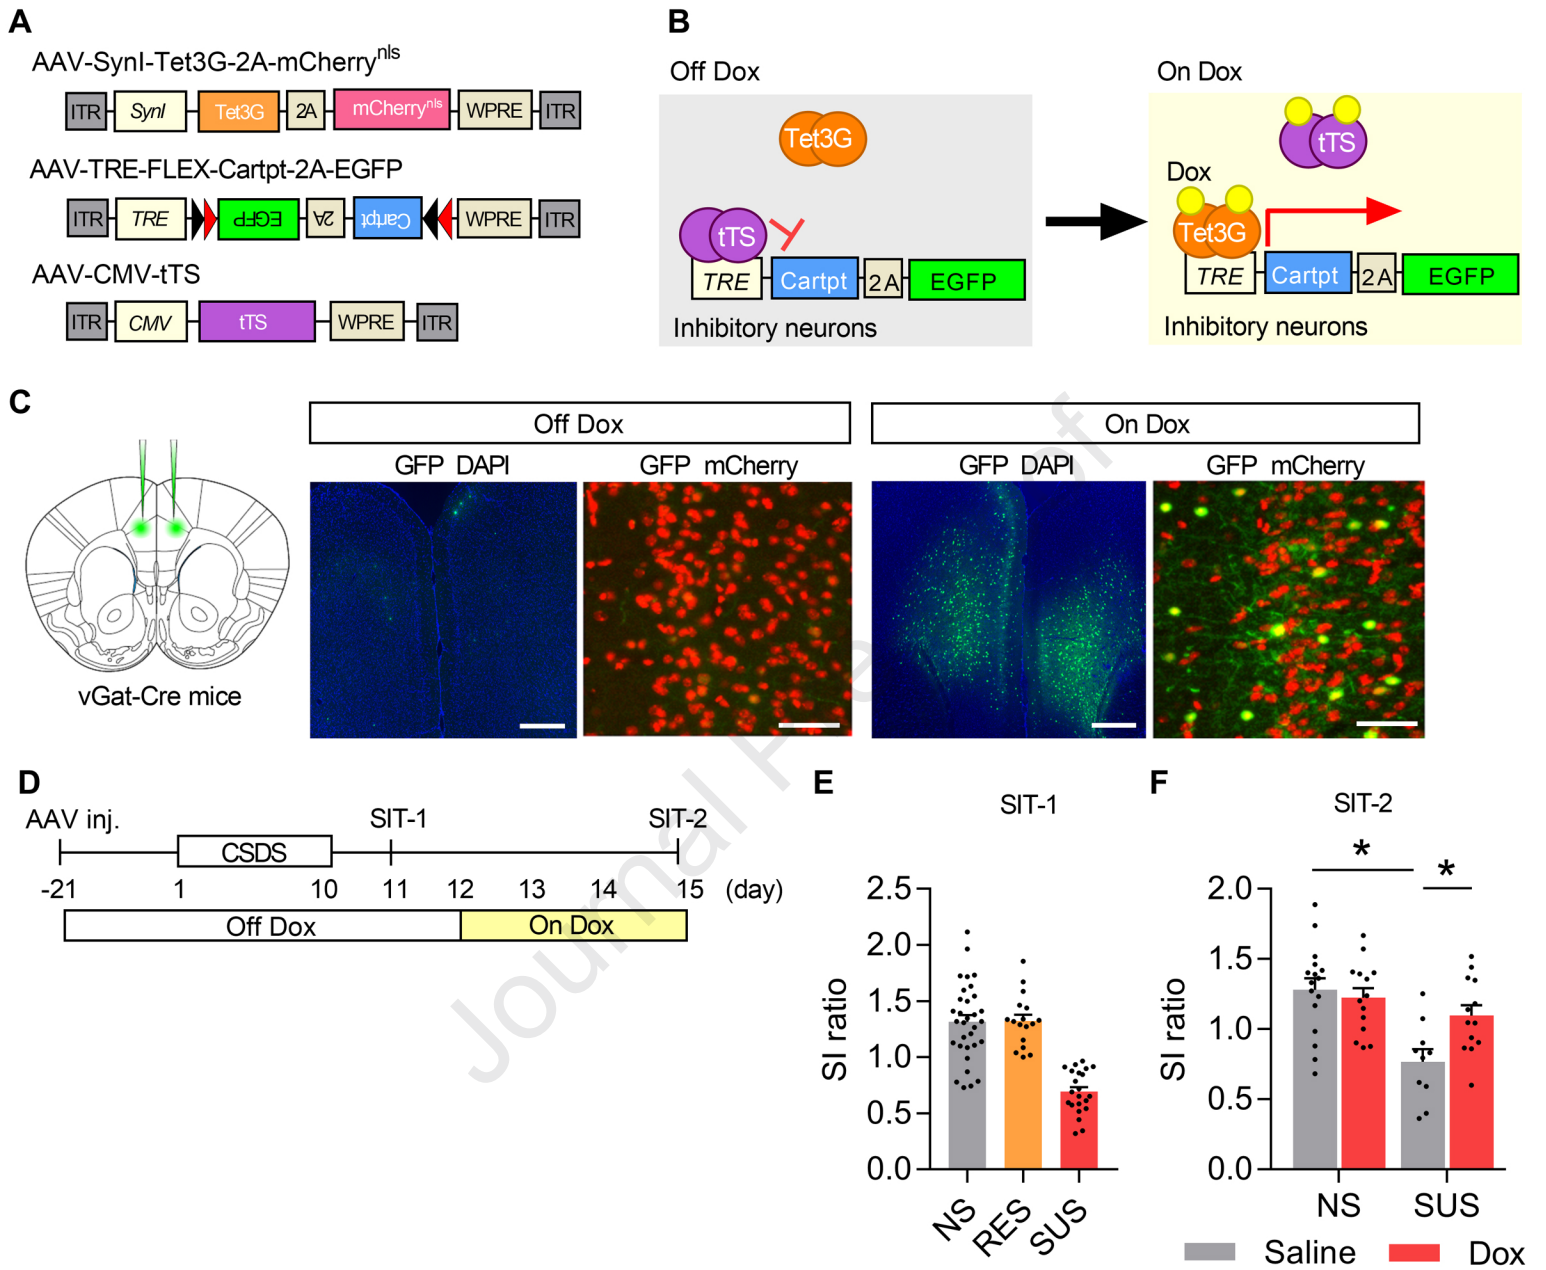 A
AAV-SynI-Tet3G-2A-mCherrynls
ITR SynI Tet3G 2A mCherrynls WPRE ITR
AAV-TRE-FLEX-Cartpt-2A-EGFP
ITR TRE EGFP 2A Cartpt WPRE ITR
AAV-CMV-tTS
ITR CMV tTS WPRE ITR
B
Off Dox
Tet3G
tTS
TRE Cartpt 2A EGFP
Inhibitory neurons
On Dox
tTS
Dox
Tet3G
TRE Cartpt 2A EGFP
Inhibitory neurons
C
vGat-Cre mice
Off Dox
GFP DAPI GFP mCherry
On Dox
GFP DAPI GFP mCherry
D
AAV inj. SIT-1 SIT-2
CSDS
-21 1 10 11 12 13 14 15 (day)
Off Dox On Dox
E
SIT-1
SI ratio
2.5
2.0
1.5
1.0
0.5
0.0
NS RES SUS
F
SIT-2
* *
SI ratio
2.0
1.5
1.0
0.5
0.0
NS SUS
Saline Dox
Journal